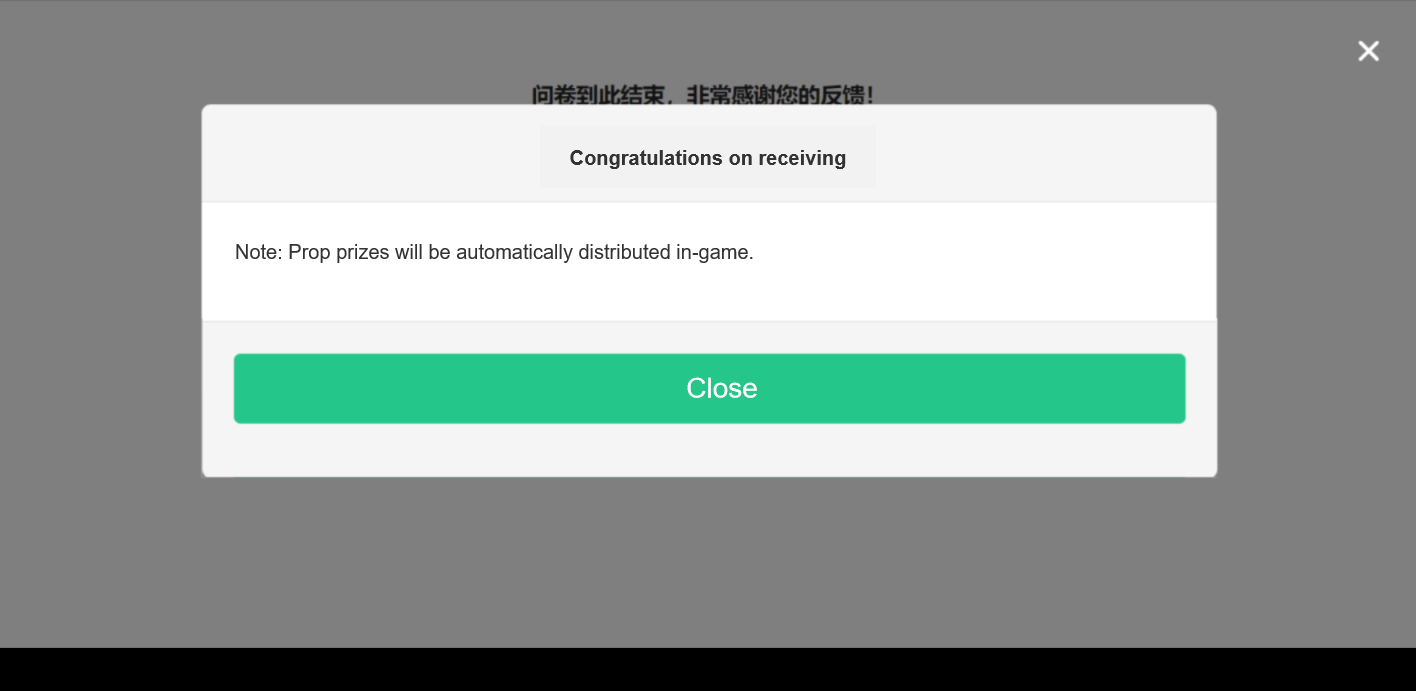 问卷到此结束，非常感谢您的反馈！
Congratulations on receiving
Note: Prop prizes will be automatically distributed in-game.
Close